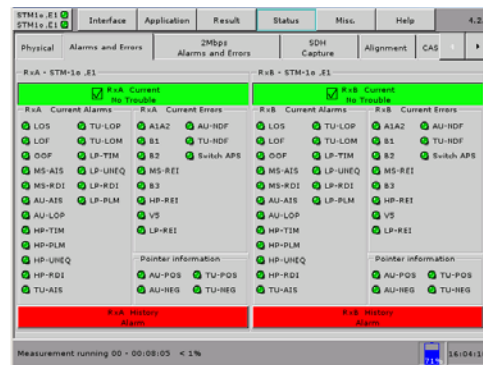 STM1e ,E1
STM1e ,E1
Interface Application Result Status Misc. Help 4.2.
Physical Alarms and Errors 2Mbps Alarms and Errors SDH Capture Alignment CAS
RxA - STM-1e ,E1
RxA Current
No Trouble
RxA Current Alarms
LOS TU-LOP
LOF TU-LOM
OOF LP-TIM
MS-AIS LP-UNEQ
MS-RDI LP-RDI
AU-AIS LP-PLM
AU-LOP
HP-TIM
HP-PLM
HP-UNEQ
HP-RDI
TU-AIS
RxA Current Errors
A1A2 AU-NDF
B1 TU-NDF
B2 Switch APS
MS-REI
B3
HP-REI
V5
LP-REI
Pointer information
AU-POS TU-POS
AU-NEG TU-NEG
RxA History
Alarm
RxB - STM-1e ,E1
RxB Current
No Trouble
RxB Current Alarms
LOS TU-LOP
LOF TU-LOM
OOF LP-TIM
MS-AIS LP-UNEQ
MS-RDI LP-RDI
AU-AIS LP-PLM
AU-LOP
HP-TIM
HP-PLM
HP-UNEQ
HP-RDI
TU-AIS
RxB Current Errors
A1A2 AU-NDF
B1 TU-NDF
B2 Switch APS
MS-REI
B3
HP-REI
V5
LP-REI
Pointer information
AU-POS TU-POS
AU-NEG TU-NEG
RxB History
Alarm
Measurement running 00 - 00:08:05 < 1%
71%
16:04:1